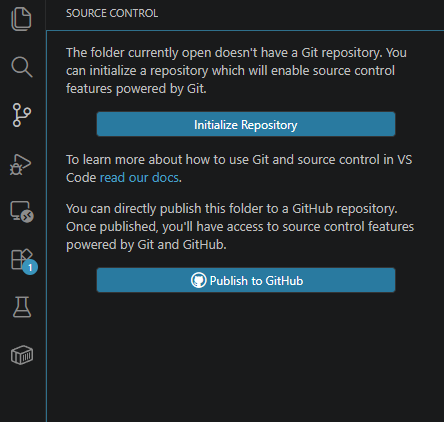 SOURCE CONTROL
The folder currently open doesn't have a Git repository. You
can initialize a repository which will enable source control
features powered by Git.
Initialize Repository
To learn more about how to use Git and source control in VS
Code read our docs.
You can directly publish this folder to a GitHub repository.
Once published, you'll have access to source control features
powered by Git and GitHub.
1
Publish to GitHub